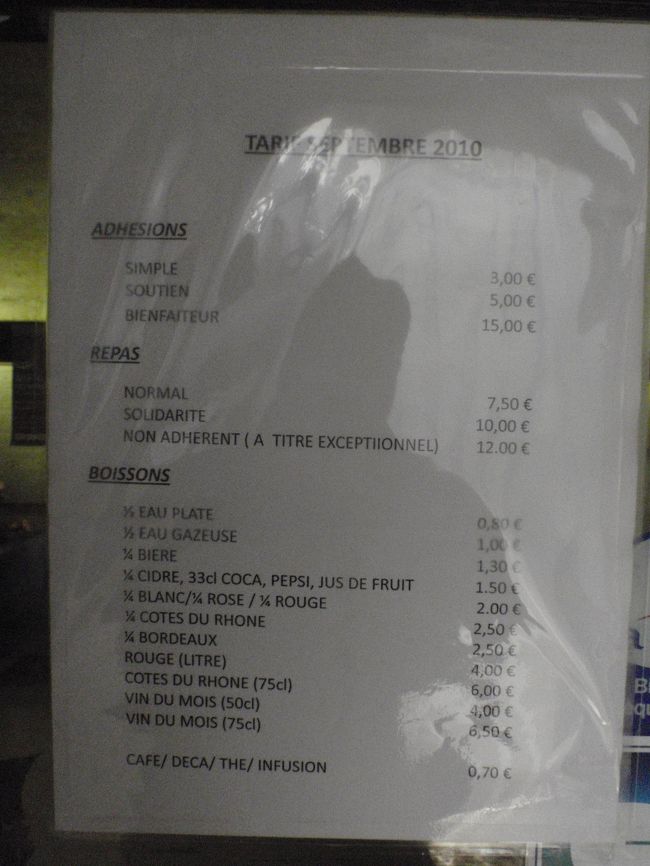 TARIF SEPTEMBRE 2010
ADHESIONS
SIMPLE 3,00 €
SOUTIEN 5,00 €
BIENFAITEUR 15,00 €
REPAS
NORMAL 7,50 €
SOLIDARITE 10,00 €
NON ADHERENT ( A TITRE EXCEPTIIONNEL) 12.00 €
BOISSONS
½ EAU PLATE 0,80 €
½ EAU GAZEUSE 1,00 €
¼ BIERE 1,30 €
¼ CIDRE, 33cl COCA, PEPSI, JUS DE FRUIT 1.50 €
¼ BLANC/¼ ROSE / ¼ ROUGE 2.00 €
¼ COTES DU RHONE 2,50 €
¼ BORDEAUX 2,50 €
ROUGE (LITRE) 4,00 €
COTES DU RHONE (75cl) 6,00 €
VIN DU MOIS (50cl) 4,00 €
VIN DU MOIS (75cl) 6,50 €
CAFE/ DECA/ THE/ INFUSION 0,70 €